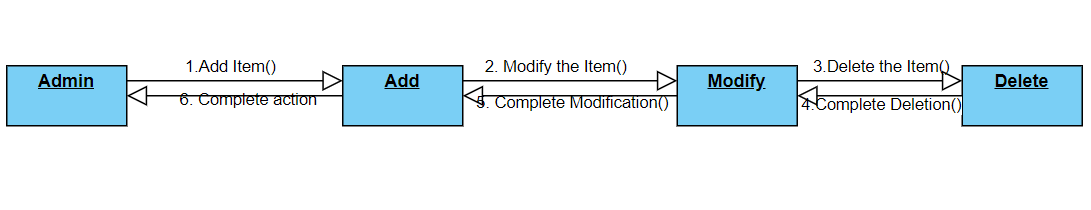 1.Add Item()
2. Modify the Item()
3.Delete the Item()
Admin
Add
Modify
Delete
6. Complete action
5. Complete Modification()
4.Complete Deletion()